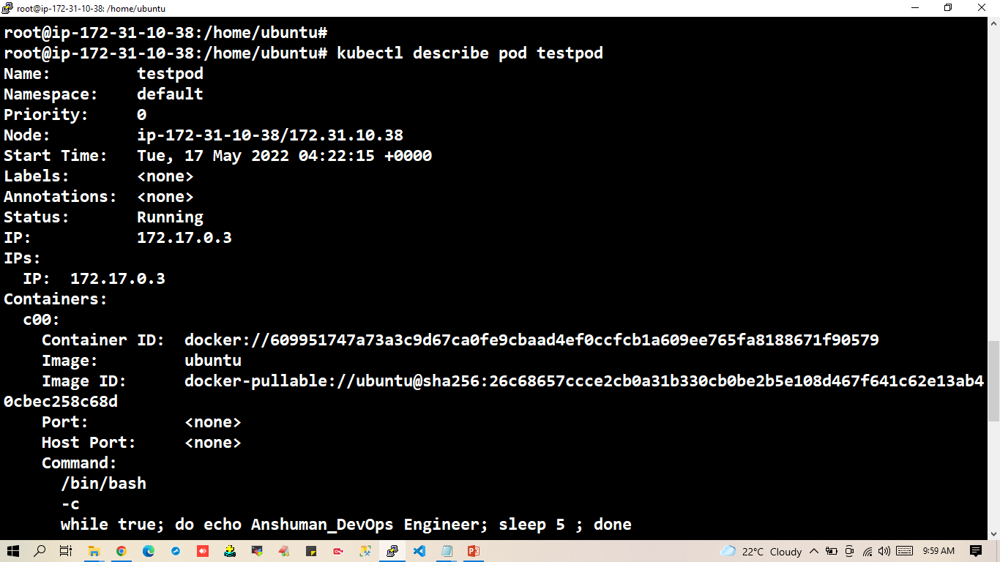 root@ip-172-31-10-38: /home/ubuntu
root@ip-172-31-10-38:/home/ubuntu#
root@ip-172-31-10-38:/home/ubuntu# kubectl describe pod testpod
Name:         testpod
Namespace:    default
Priority:     0
Node:         ip-172-31-10-38/172.31.10.38
Start Time:   Tue, 17 May 2022 04:22:15 +0000
Labels:       <none>
Annotations:  <none>
Status:       Running
IP:           172.17.0.3
IPs:
  IP:  172.17.0.3
Containers:
  c00:
    Container ID:  docker://609951747a73a3c9d67ca0fe9cbaad4ef0ccfcb1a609ee765fa8188671f90579
    Image:         ubuntu
    Image ID:      docker-pullable://ubuntu@sha256:26c68657ccce2cb0a31b330cb0be2b5e108d467f641c62e13ab4
0cbec258c68d
    Port:          <none>
    Host Port:     <none>
    Command:
      /bin/bash
      -c
      while true; do echo Anshuman_DevOps Engineer; sleep 5 ; done
22°C Cloudy 9:59 AM